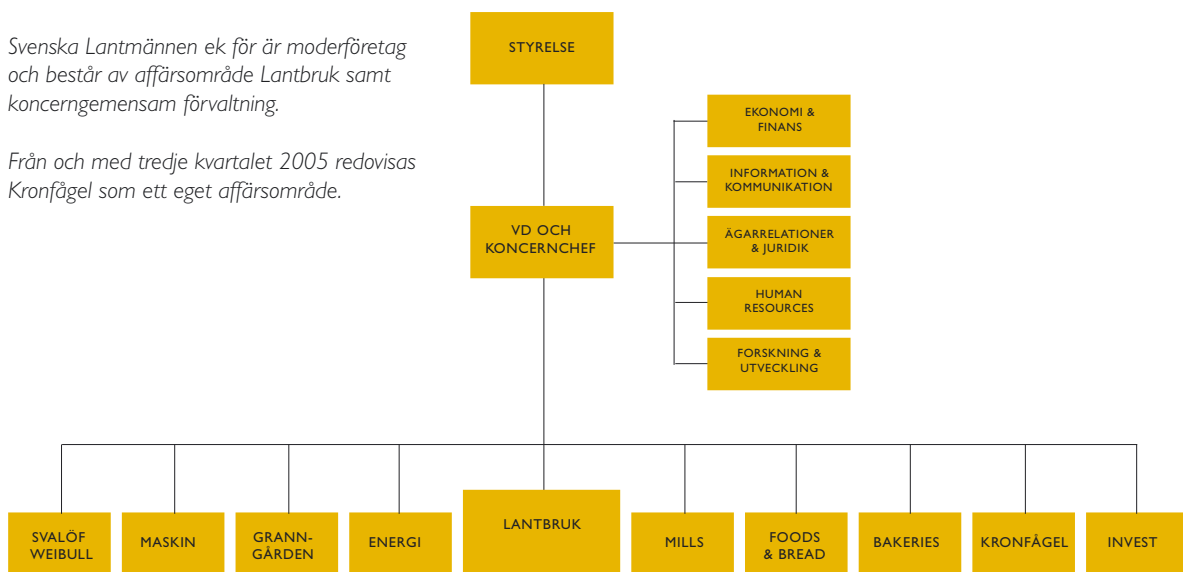 Svenska Lantmännen ek för är moderföretag
och består av affärsområde Lantbruk samt
koncerngemensam förvaltning.
Från och med tredje kvartalet 2005 redovisas
Kronfågel som ett eget affärsområde.
STYRELSE
EKONOMI &
FINANS
INFORMATION &
KOMMUNIKATION
VD OCH
KONCERNCHEF
ÄGARRELATIONER
& JURIDIK
HUMAN
RESOURCES
FORSKNING &
UTVECKLING
SVALÖF
WEIBULL
MASKIN
GRANN-
GÅRDEN
ENERGI
LANTBRUK
MILLS
FOODS
& BREAD
BAKERIES
KRONFÅGEL
INVEST